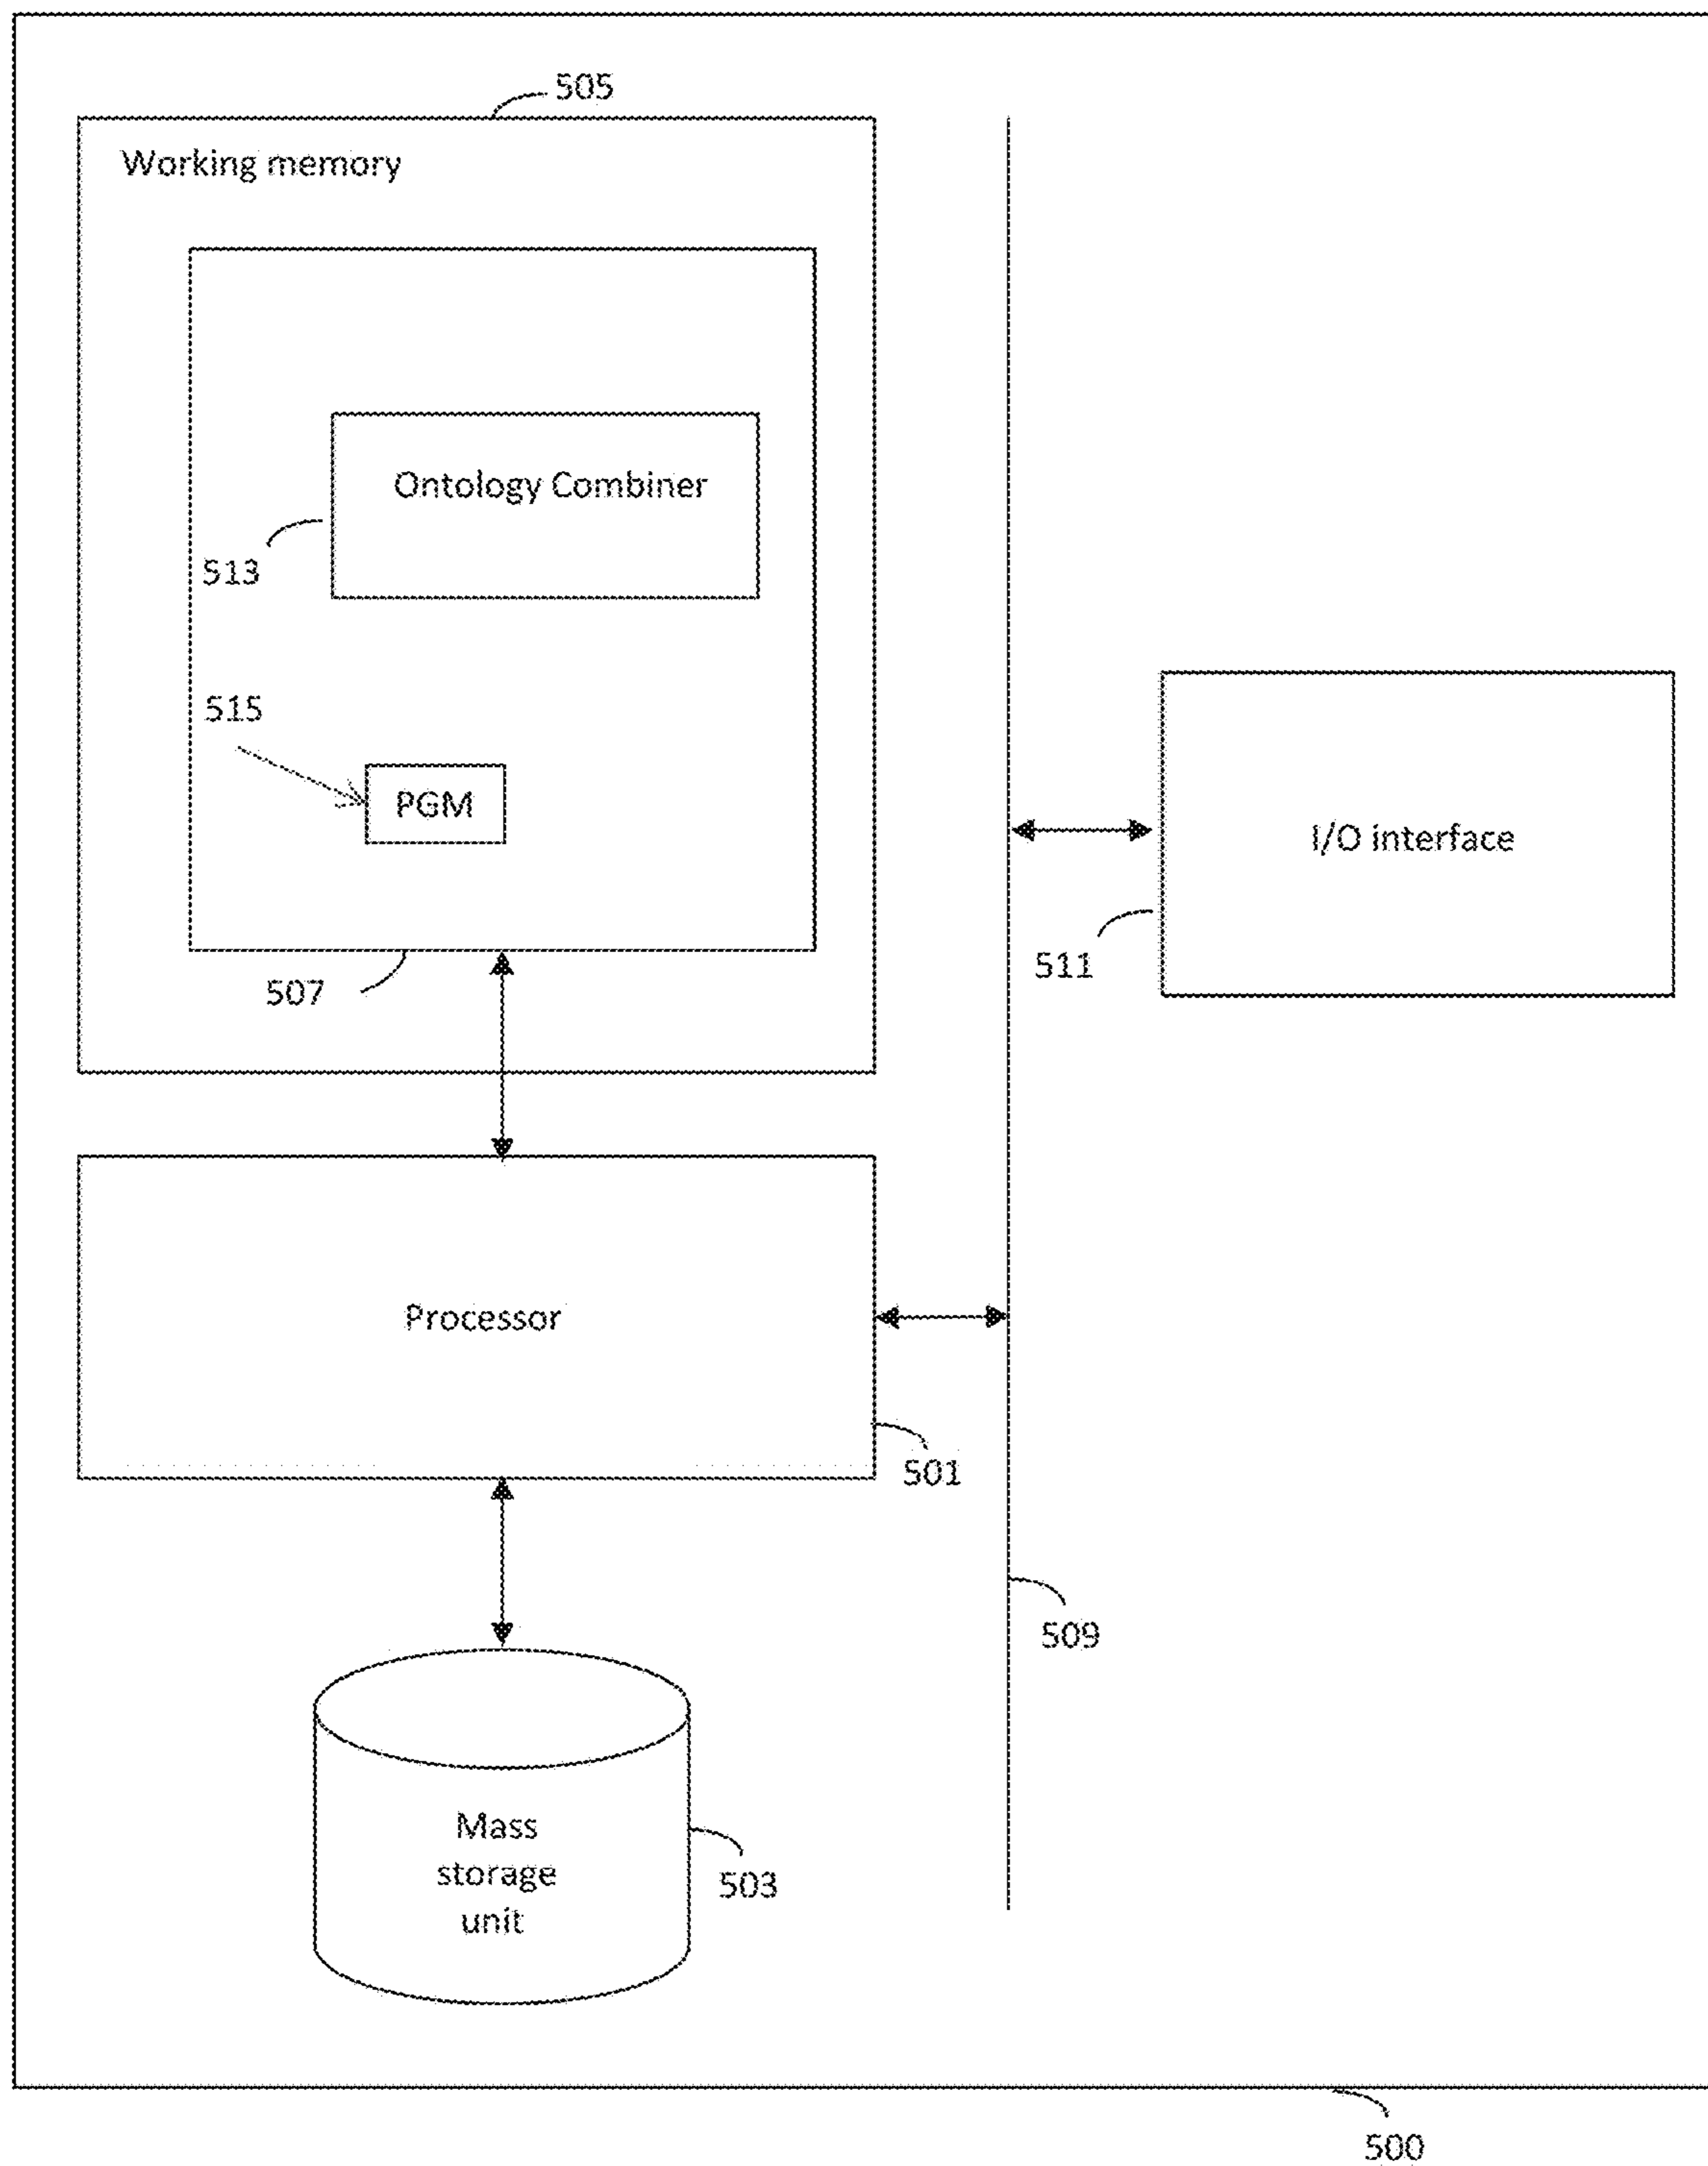 505
Working memory
Ontology Combiner
513
515
PGM
I/O interface
511
507
Processor
501
509
Mass
storage
unit
503
500